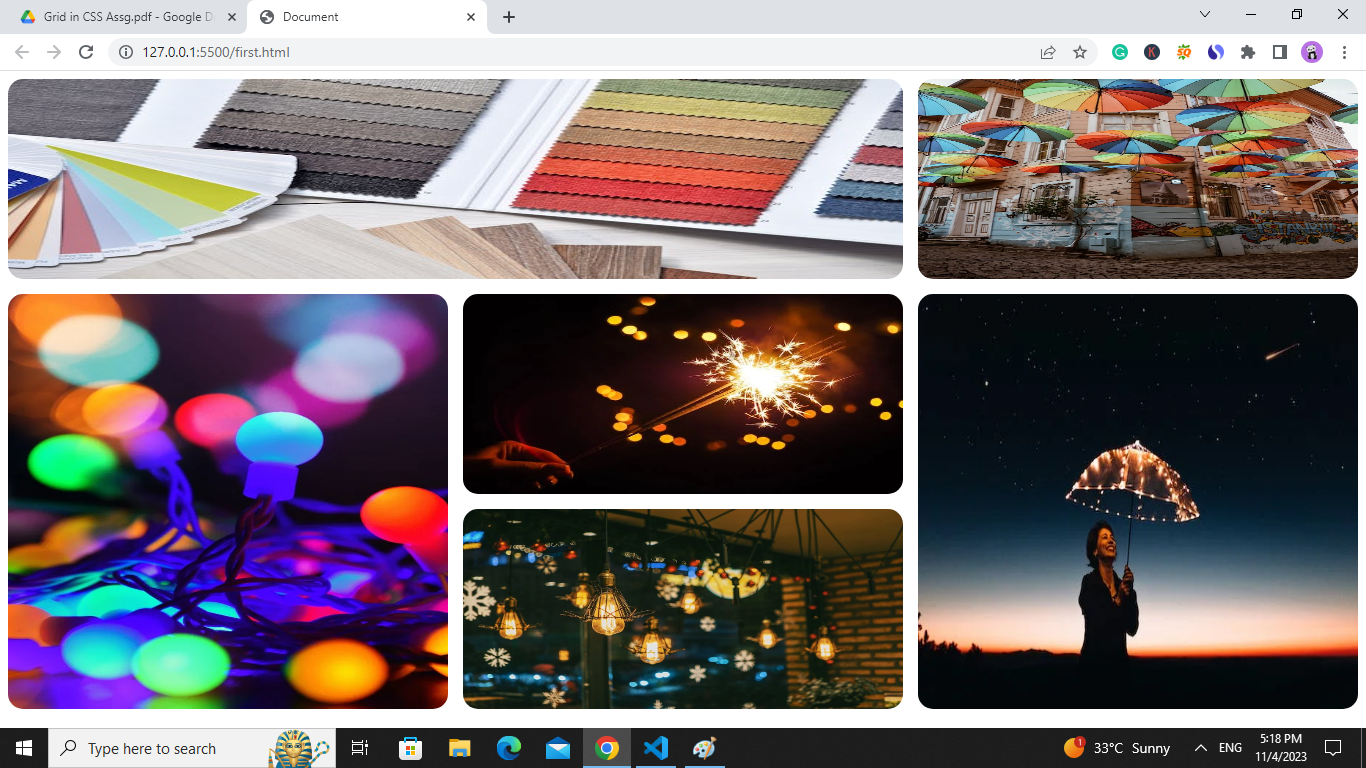 Grid in CSS Assg.pdf - Google D
Document
127.0.0.1:5500/first.html
Type here to search
1
33°C Sunny
ENG
5:18 PM
11/4/2023